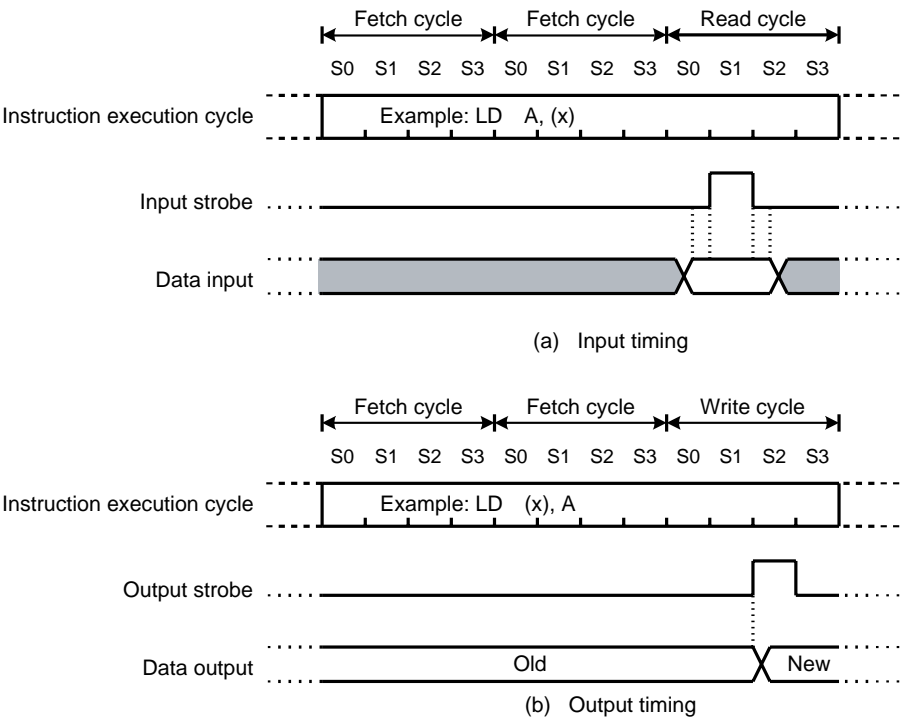 Fetch cycle Fetch cycle Read cycle
S0 S1 S2 S3 S0 S1 S2 S3 S0 S1 S2 S3
Instruction execution cycle Example: LD A, (x)
Input strobe
Data input
(a) Input timing
Fetch cycle Fetch cycle Write cycle
S0 S1 S2 S3 S0 S1 S2 S3 S0 S1 S2 S3
Instruction execution cycle Example: LD (x), A
Output strobe
Data output Old New
(b) Output timing